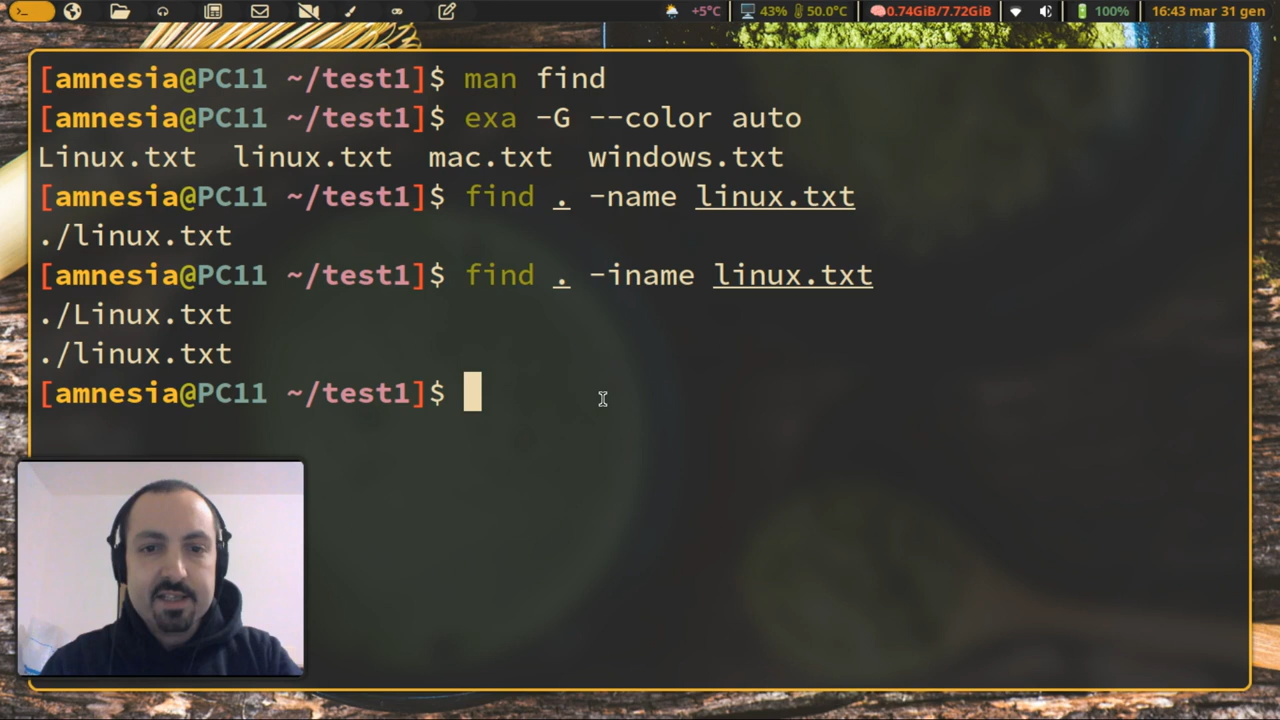 +5°C 43% 50.0°C 0.74GiB/7.72GiB 100% 16:43 mar 31 gen
[amnesia@PC11 ~/test1]$ man find
[amnesia@PC11 ~/test1]$ exa -G --color auto
Linux.txt linux.txt mac.txt windows.txt
[amnesia@PC11 ~/test1]$ find . -name linux.txt
./linux.txt
[amnesia@PC11 ~/test1]$ find . -iname linux.txt
./Linux.txt
./linux.txt
[amnesia@PC11 ~/test1]$